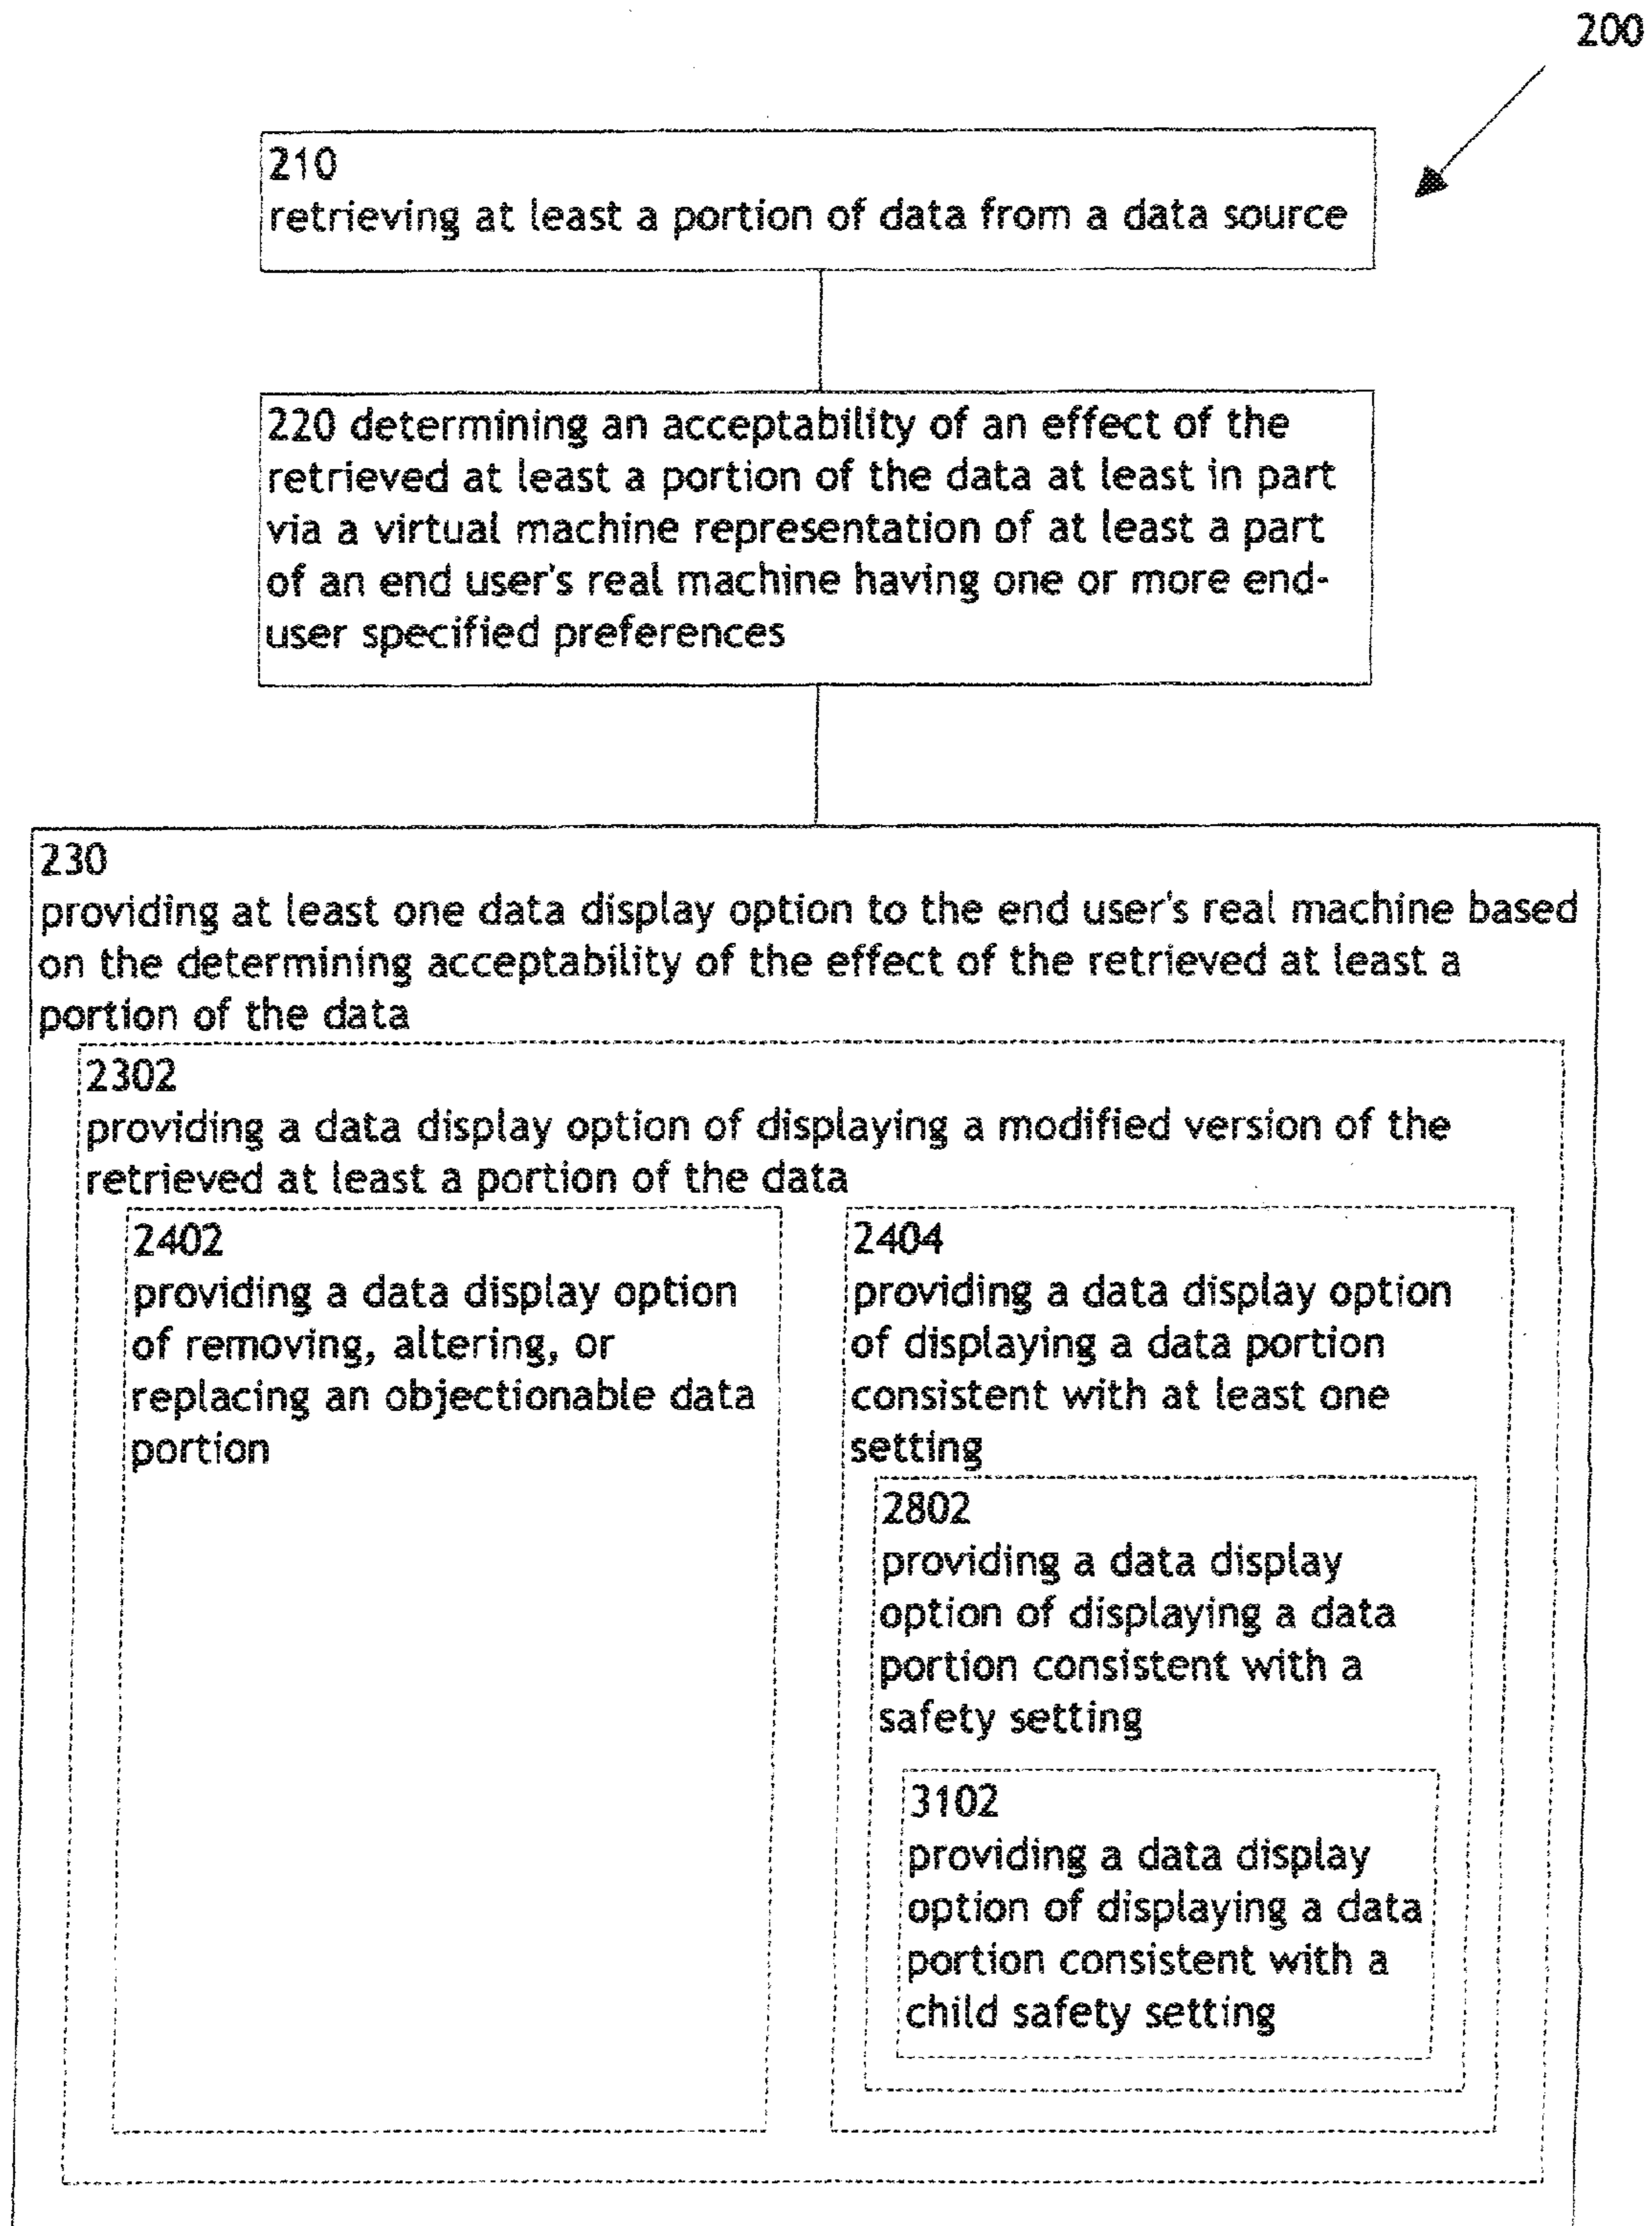 200
210
retrieving at least a portion of data from a data source
220 determining an acceptability of an effect of the
retrieved at least a portion of the data at least in part
via a virtual machine representation of at least a part
of an end user's real machine having one or more end-
user specified preferences
230
providing at least one data display option to the end user's real machine based
on the determining acceptability of the effect of the retrieved at least a
portion of the data
2302
providing a data display option of displaying a modified version of the
retrieved at least a portion of the data
2402
providing a data display option
of removing, altering, or
replacing an objectionable data
portion
2404
providing a data display option
of displaying a data portion
consistent with at least one
setting
2802
providing a data display
option of displaying a data
portion consistent with a
safety setting
3102
providing a data display
option of displaying a data
portion consistent with a
child safety setting